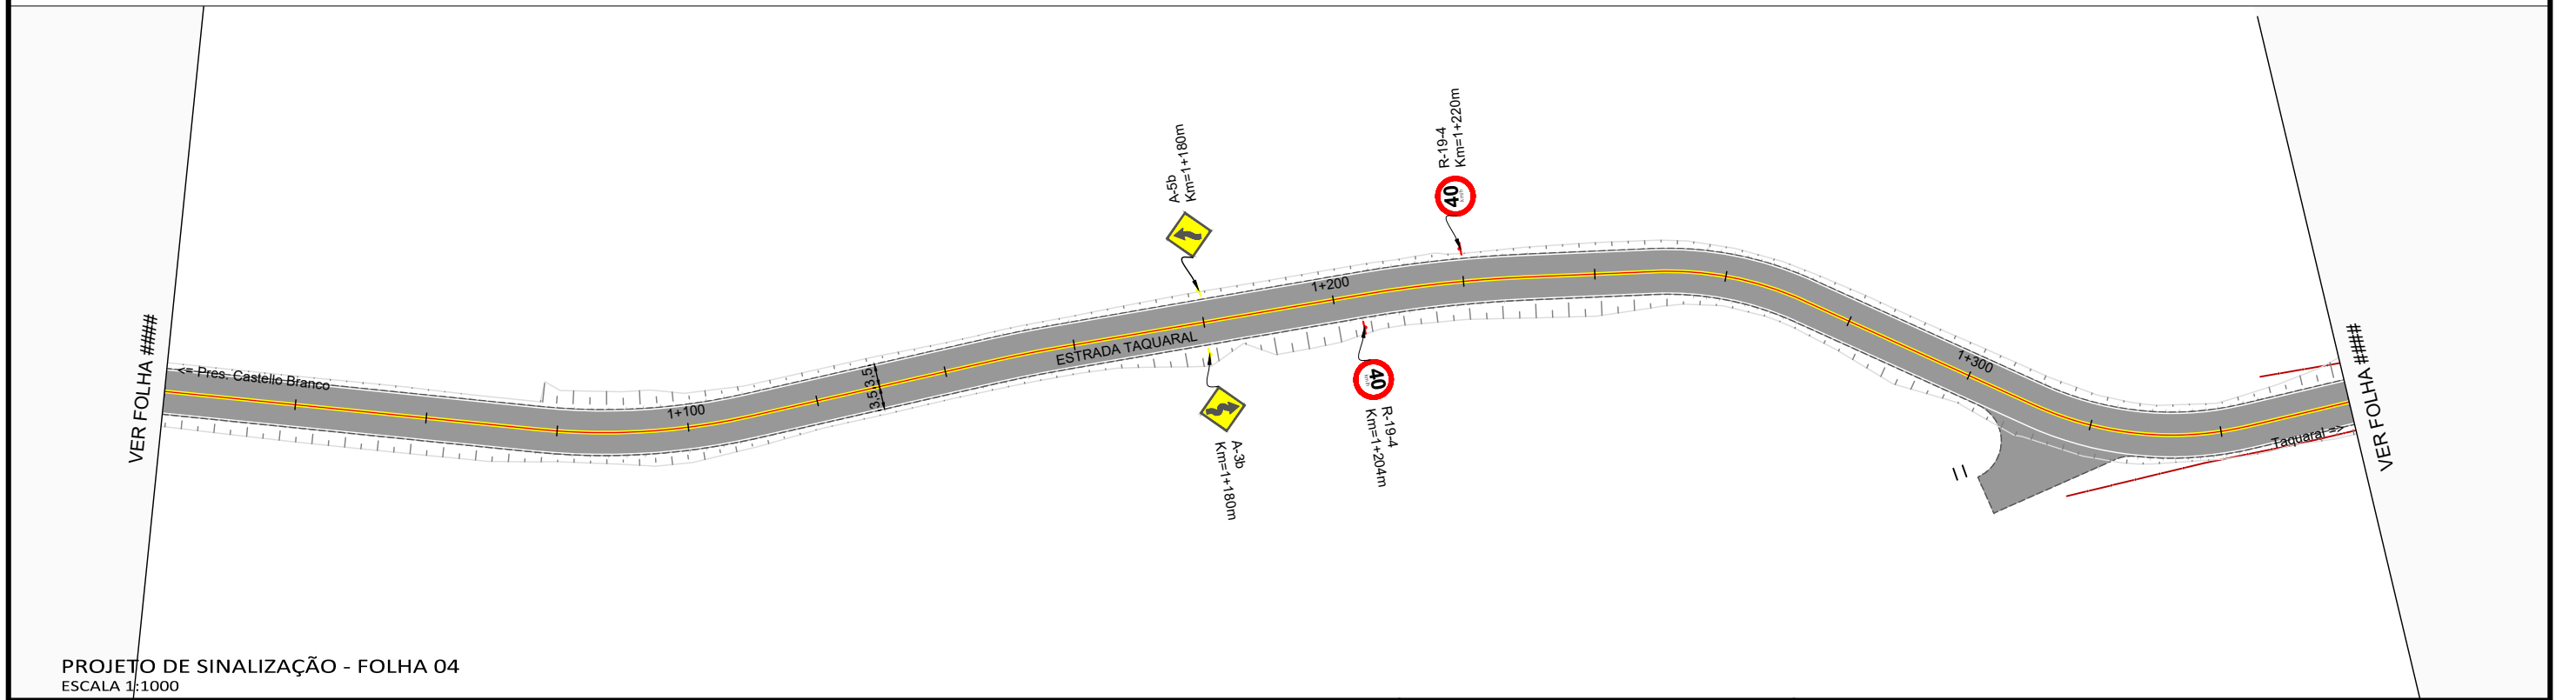 A-5b
Km=1+180m
R-19-4
Km=1+220m
40
km/h
1+200
ESTRADA TAQUARAL
VER FOLHA ####
<= Pres. Castello Branco
1+100
3.5
3.5
1+300
VER FOLHA ####
Taquaral =>
40
km/h
A-3b
Km=1+180m
R-19-4
Km=1+204m
PROJETO DE SINALIZAÇÃO - FOLHA 04
ESCALA 1:1000